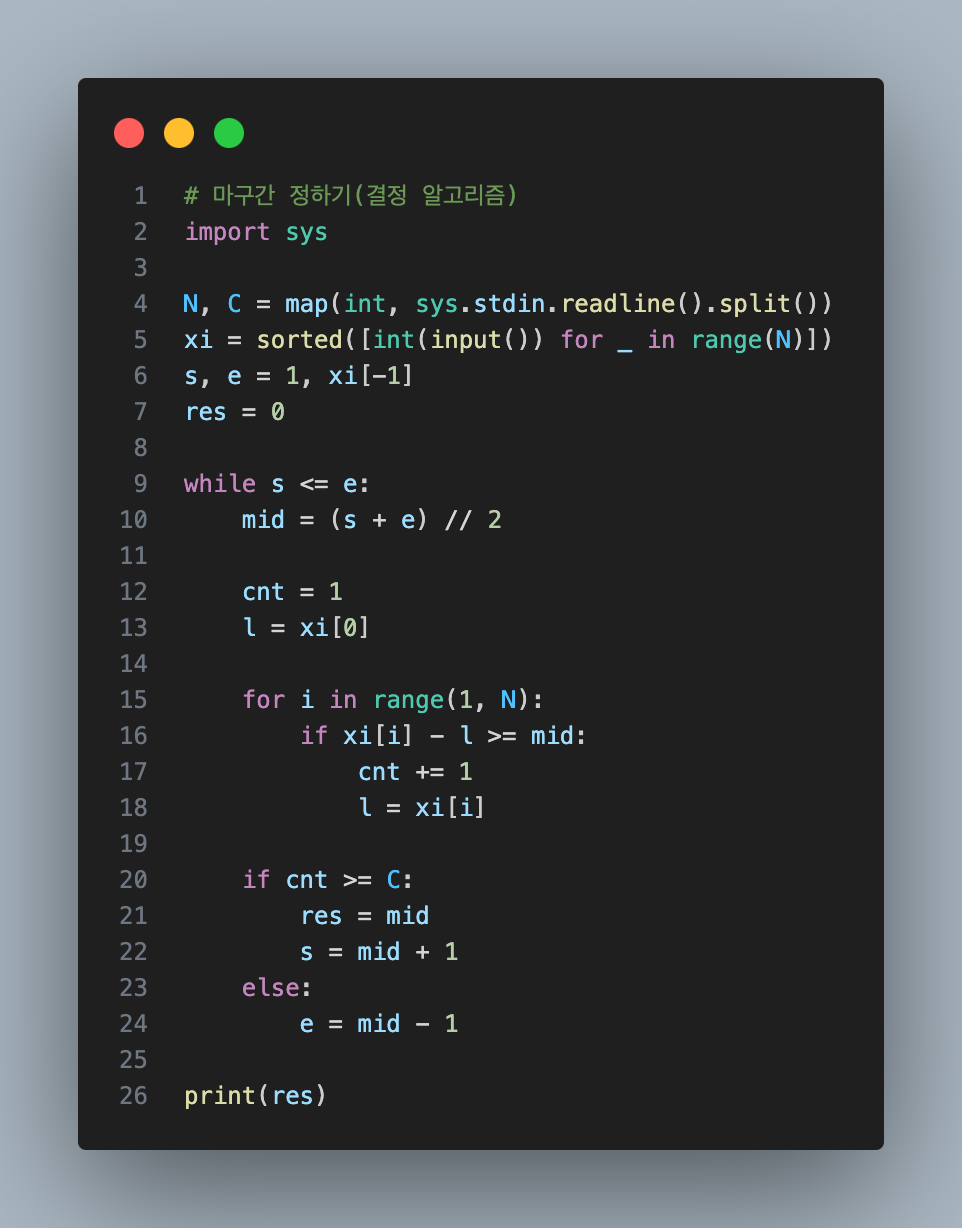 1 # 마구간 정하기(결정 알고리즘)
2 import sys
3
4 N, C = map(int, sys.stdin.readline().split())
5 xi = sorted([int(input()) for _ in range(N)])
6 s, e = 1, xi[-1]
7 res = 0
8
9 while s <= e:
10     mid = (s + e) // 2
11
12     cnt = 1
13     l = xi[0]
14
15     for i in range(1, N):
16         if xi[i] - l >= mid:
17             cnt += 1
18             l = xi[i]
19
20     if cnt >= C:
21         res = mid
22         s = mid + 1
23     else:
24         e = mid - 1
25
26 print(res)